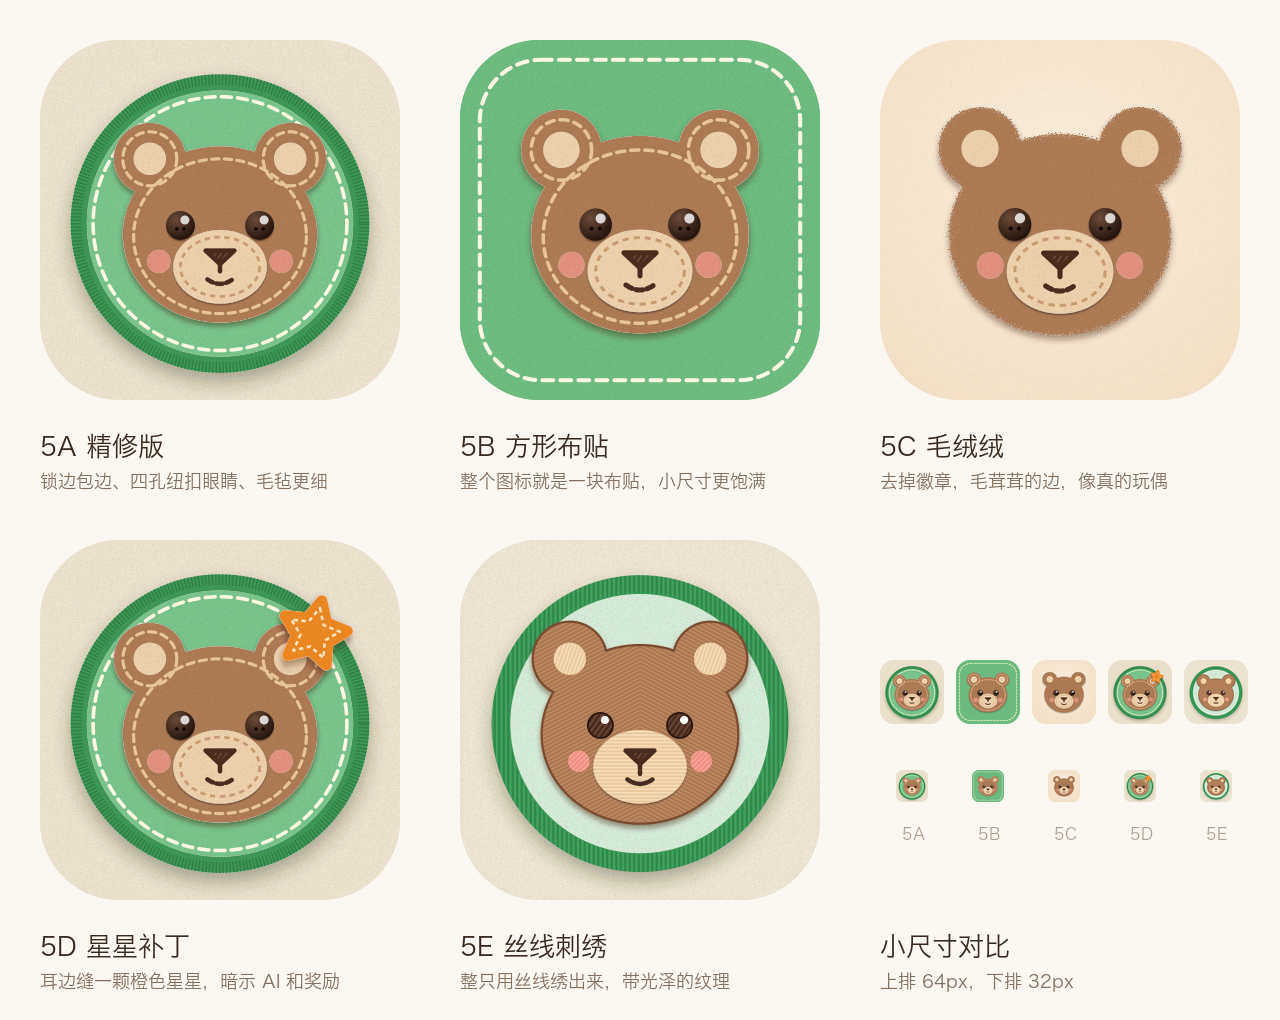 5A 精修版
锁边包边、四孔纽扣眼睛、毛毡更细
5B 方形布贴
整个图标就是一块布贴，小尺寸更饱满
5C 毛绒绒
去掉徽章，毛茸茸的边，像真的玩偶
5D 星星补丁
耳边缝一颗橙色星星，暗示 AI 和奖励
5E 丝线刺绣
整只用丝线绣出来，带光泽的纹理
5A 5B 5C 5D 5E
小尺寸对比
上排 64px，下排 32px